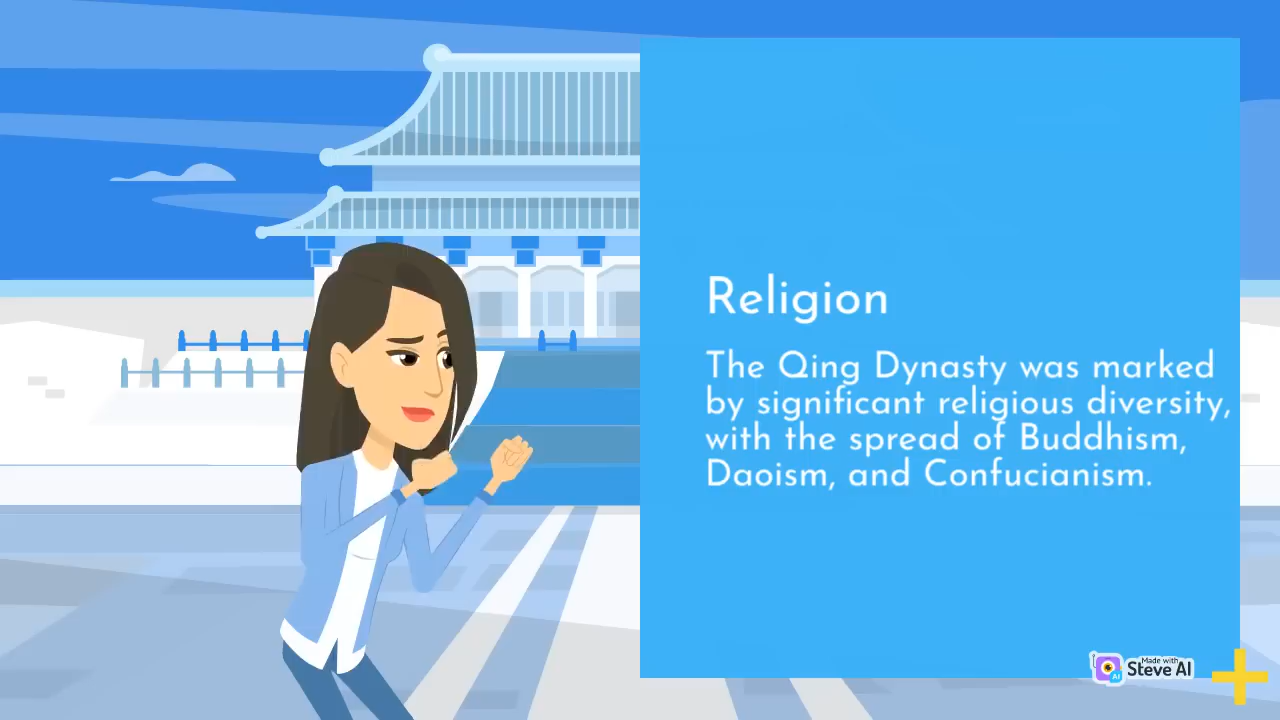 Religion
The Qing Dynasty was marked
by significant religious diversity,
with the spread of Buddhism,
Daoism, and Confucianism.
Made with
Steve AI
AI